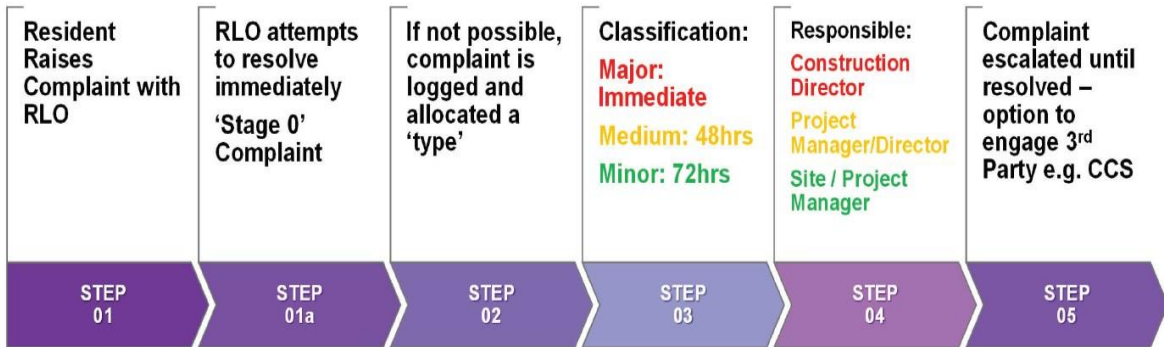 Resident
Raises
Complaint with
RLO
RLO attempts
to resolve
immediately
‘Stage 0’
Complaint
If not possible,
complaint is
logged and
allocated a
‘type’
Classification:
Major:
Immediate
Medium: 48hrs
Minor: 72hrs
Responsible:
Construction
Director
Project
Manager/Director
Site / Project
Manager
Complaint
escalated until
resolved –
option to
engage 3rd
Party e.g. CCS
STEP
01
STEP
01a
STEP
02
STEP
03
STEP
04
STEP
05